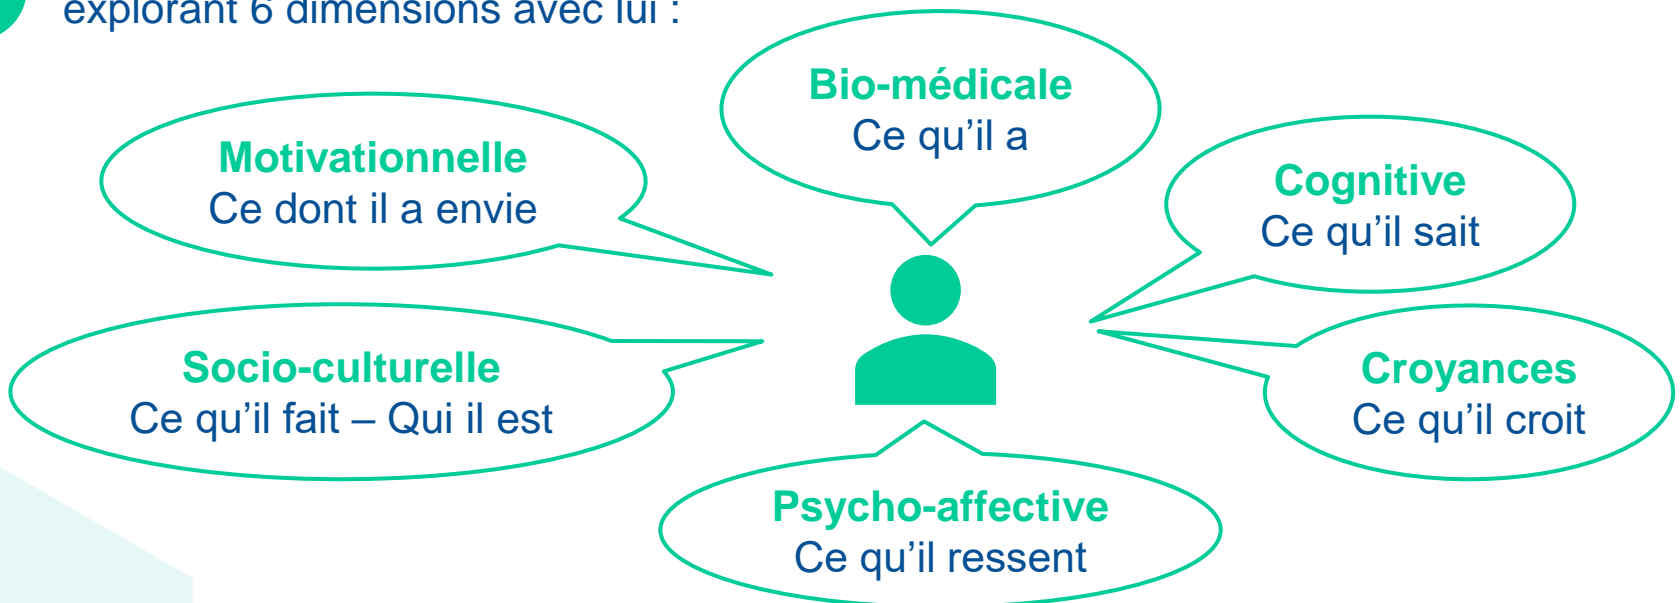 explorant 6 dimensions avec lui :
Bio-médicale
Ce qu’il a
Motivationnelle
Ce dont il a envie
Cognitive
Ce qu’il sait
Socio-culturelle
Ce qu’il fait – Qui il est
Croyances
Ce qu’il croit
Psycho-affective
Ce qu’il ressent